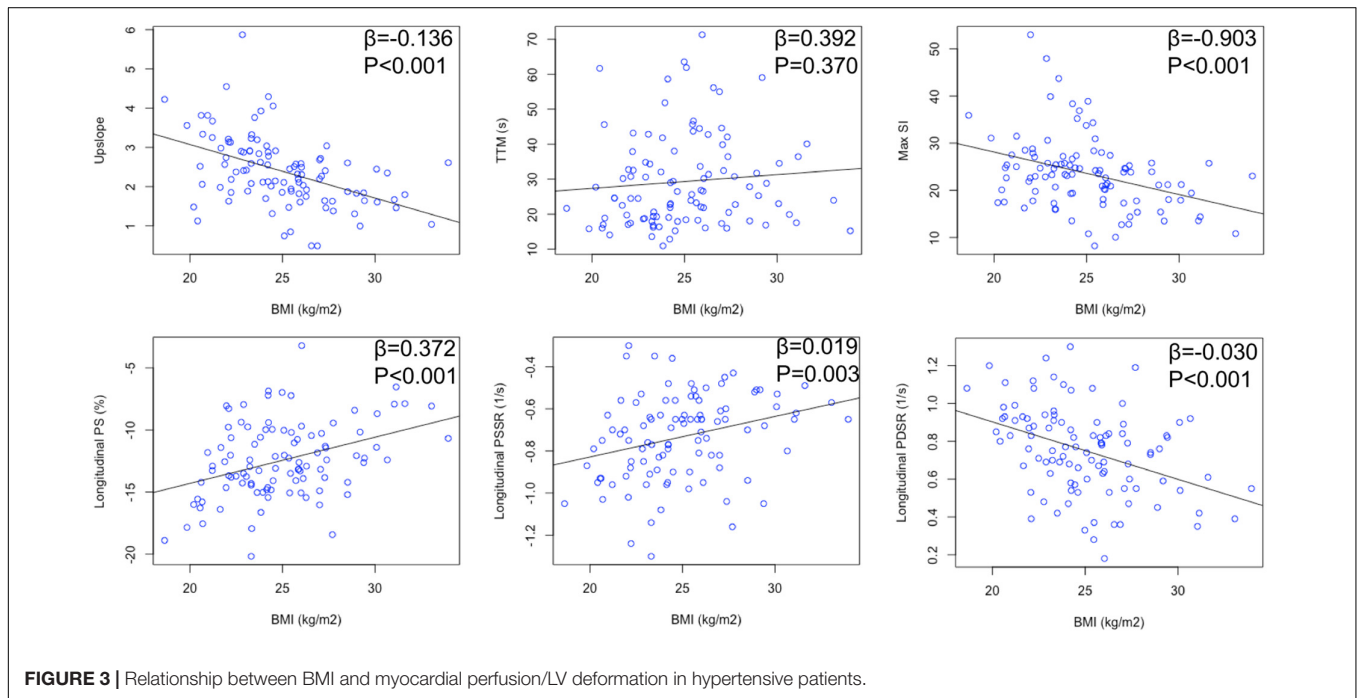 β=-0.136
P<0.001
Upslope
6
5
4
3
2
1
20 25 30
BMI (kg/m2)
β=0.392
P=0.370
TTM (s)
70
60
50
40
30
20
10
20 25 30
BMI (kg/m2)
β=-0.903
P<0.001
Max SI
50
40
30
20
10
20 25 30
BMI (kg/m2)
β=0.372
P<0.001
Longitudinal PS (%)
-5
-10
-15
-20
20 25 30
BMI (kg/m2)
β=0.019
P=0.003
Longitudinal PSSR (1/s)
-0.4
-0.6
-0.8
-1.0
-1.2
20 25 30
BMI (kg/m2)
β=-0.030
P<0.001
Longitudinal PDSR (1/s)
1.2
1.0
0.8
0.6
0.4
0.2
20 25 30
BMI (kg/m2)
FIGURE 3 | Relationship between BMI and myocardial perfusion/LV deformation in hypertensive patients.